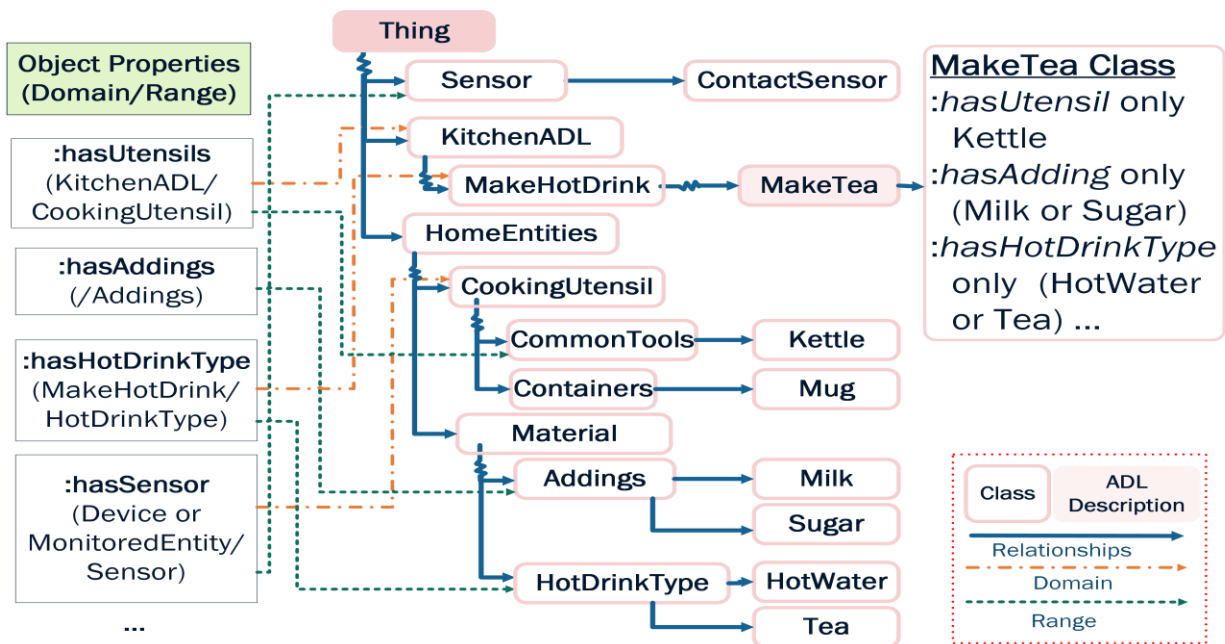 Thing
Object Properties
(Domain/Range)
Sensor
ContactSensor
MakeTea Class
:hasUtensil only
Kettle
:hasAdding only
(Milk or Sugar)
:hasHotDrinkType
only (HotWater
or Tea) ...
:hasUtensils
(KitchenADL/
CookingUtensil)
KitchenADL
MakeHotDrink
MakeTea
HomeEntities
:hasAddings
(/Addings)
CookingUtensil
CommonTools
Kettle
:hasHotDrinkType
(MakeHotDrink/
HotDrinkType)
Containers
Mug
Material
:hasSensor
(Device or
MonitoredEntity/
Sensor)
...
Addings
Milk
Sugar
HotDrinkType
HotWater
Tea
Class
ADL
Description
Relationships
Domain
Range